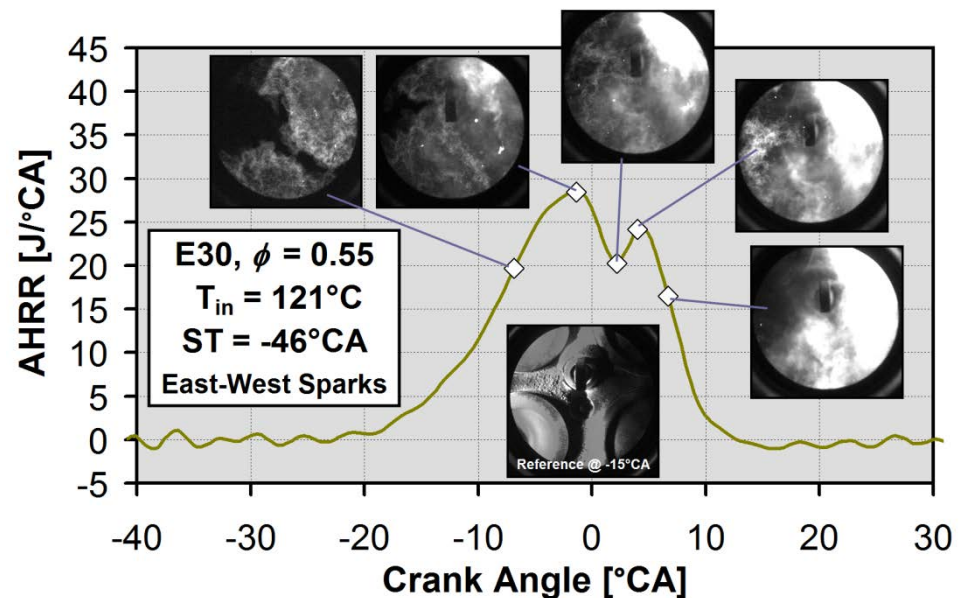 45
40
35
30
25
20
15
10
5
0
-5
AHRR [J/°CA]
E30, ϕ = 0.55
T_in = 121°C
ST = -46°CA
East-West Sparks
Reference @ -15°CA
-40 -30 -20 -10 0 10 20 30
Crank Angle [°CA]